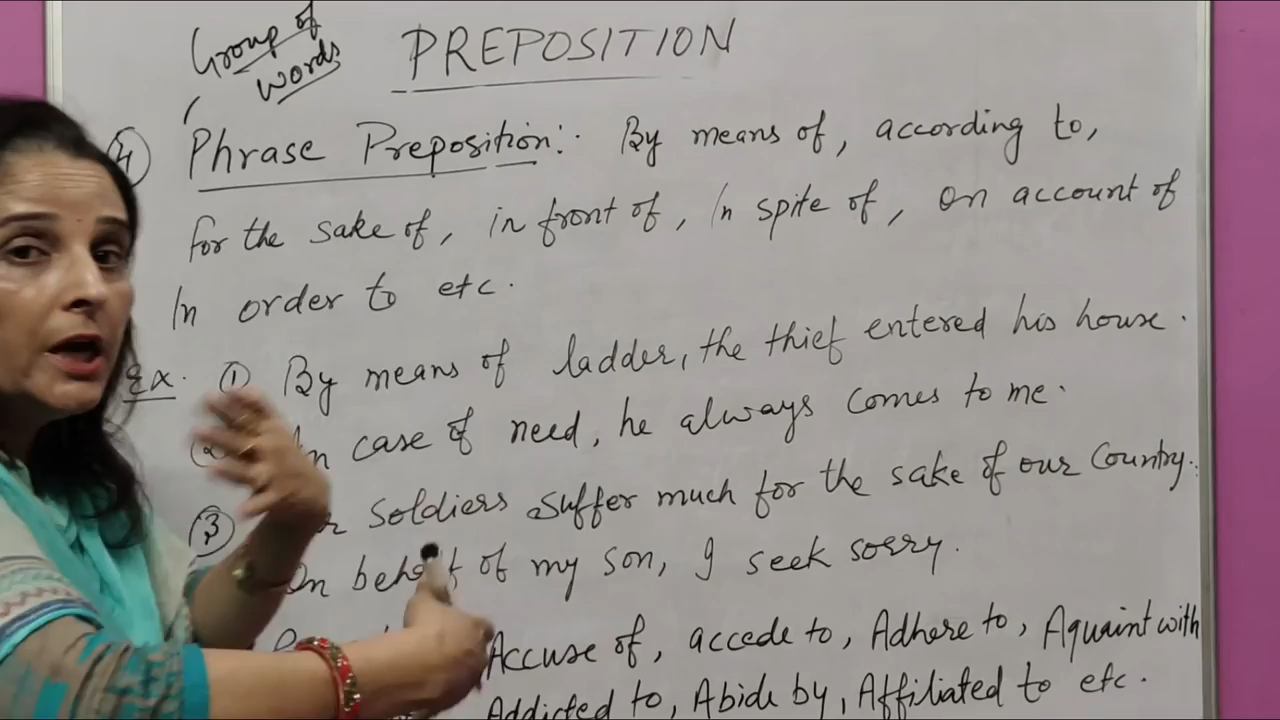 Group of
words
PREPOSITION
④ Phrase Preposition:- By means of, according to,
for the sake of, in front of, In spite of, on account of
In order to etc.
Ex. ① By means of ladder, the thief entered his house.
In case of need, he always comes to me.
③ soldiers suffer much for the sake of our Country.
On behalf of my son, I seek sorry.
Accuse of, accede to, Adhere to, Aquaint with
Addicted to, Abide by, Affiliated to etc.